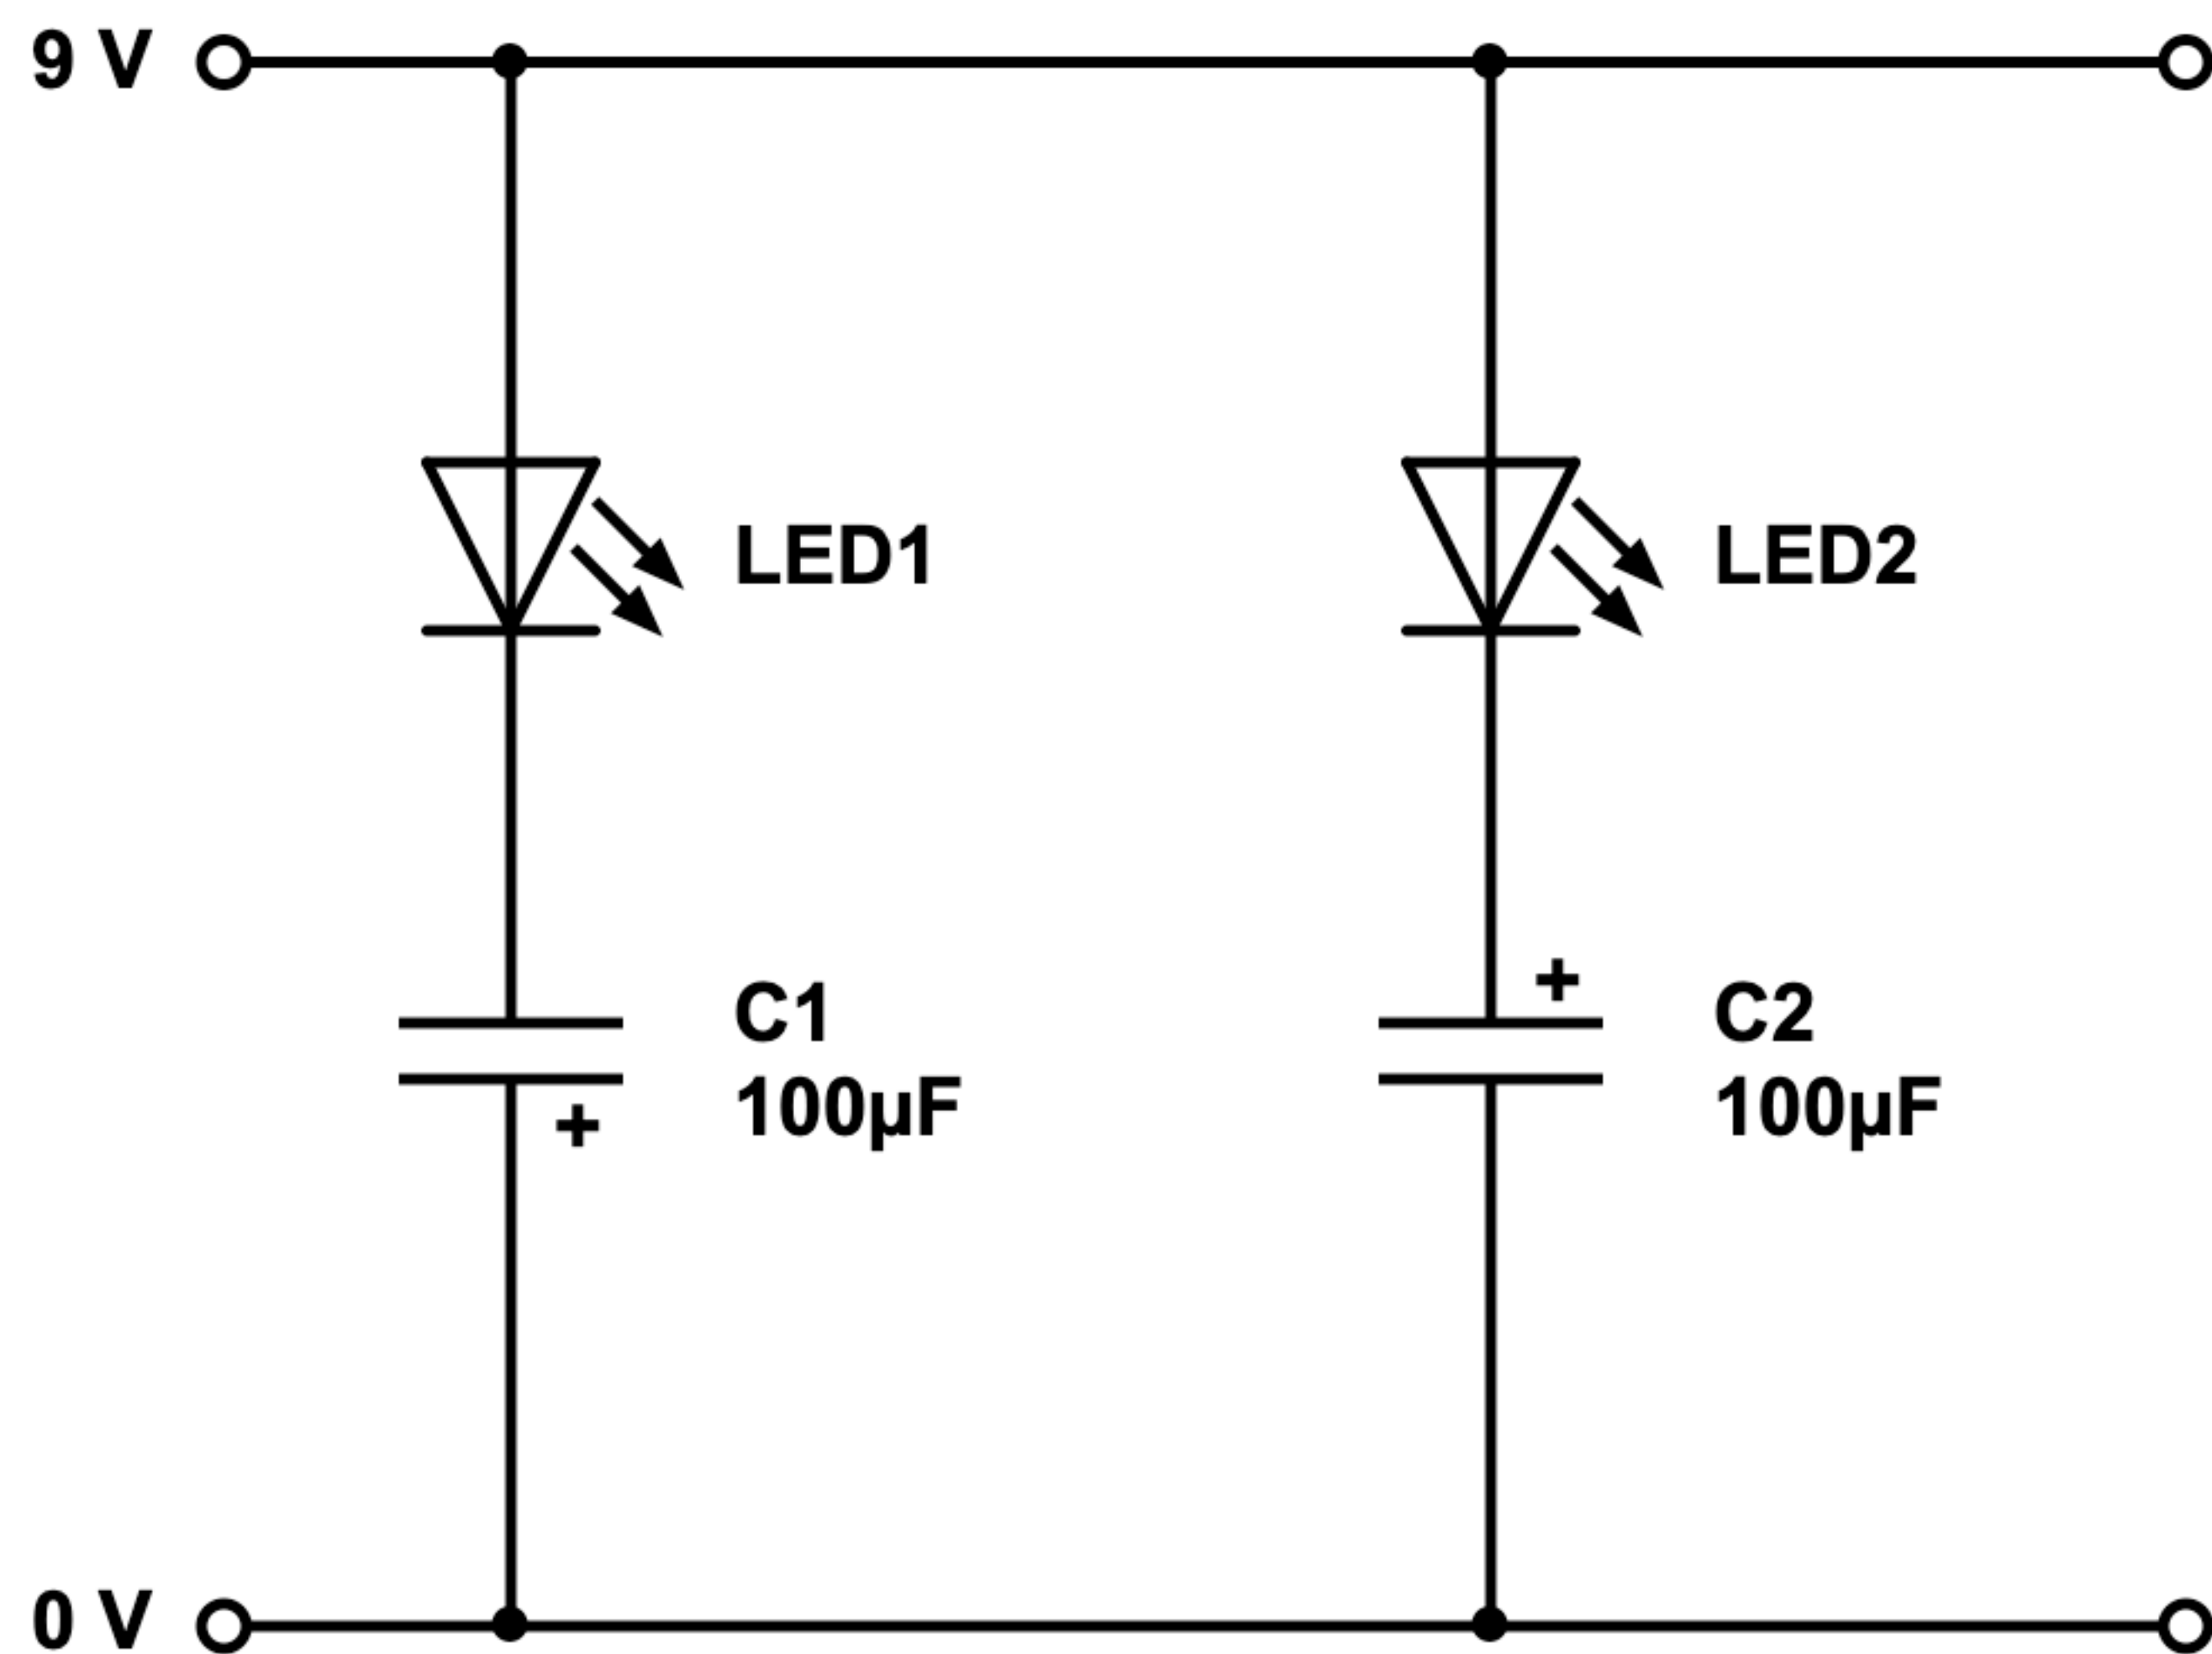 9 V
LED1
LED2
+
C1
100µF
+
+
C2
100µF
0 V